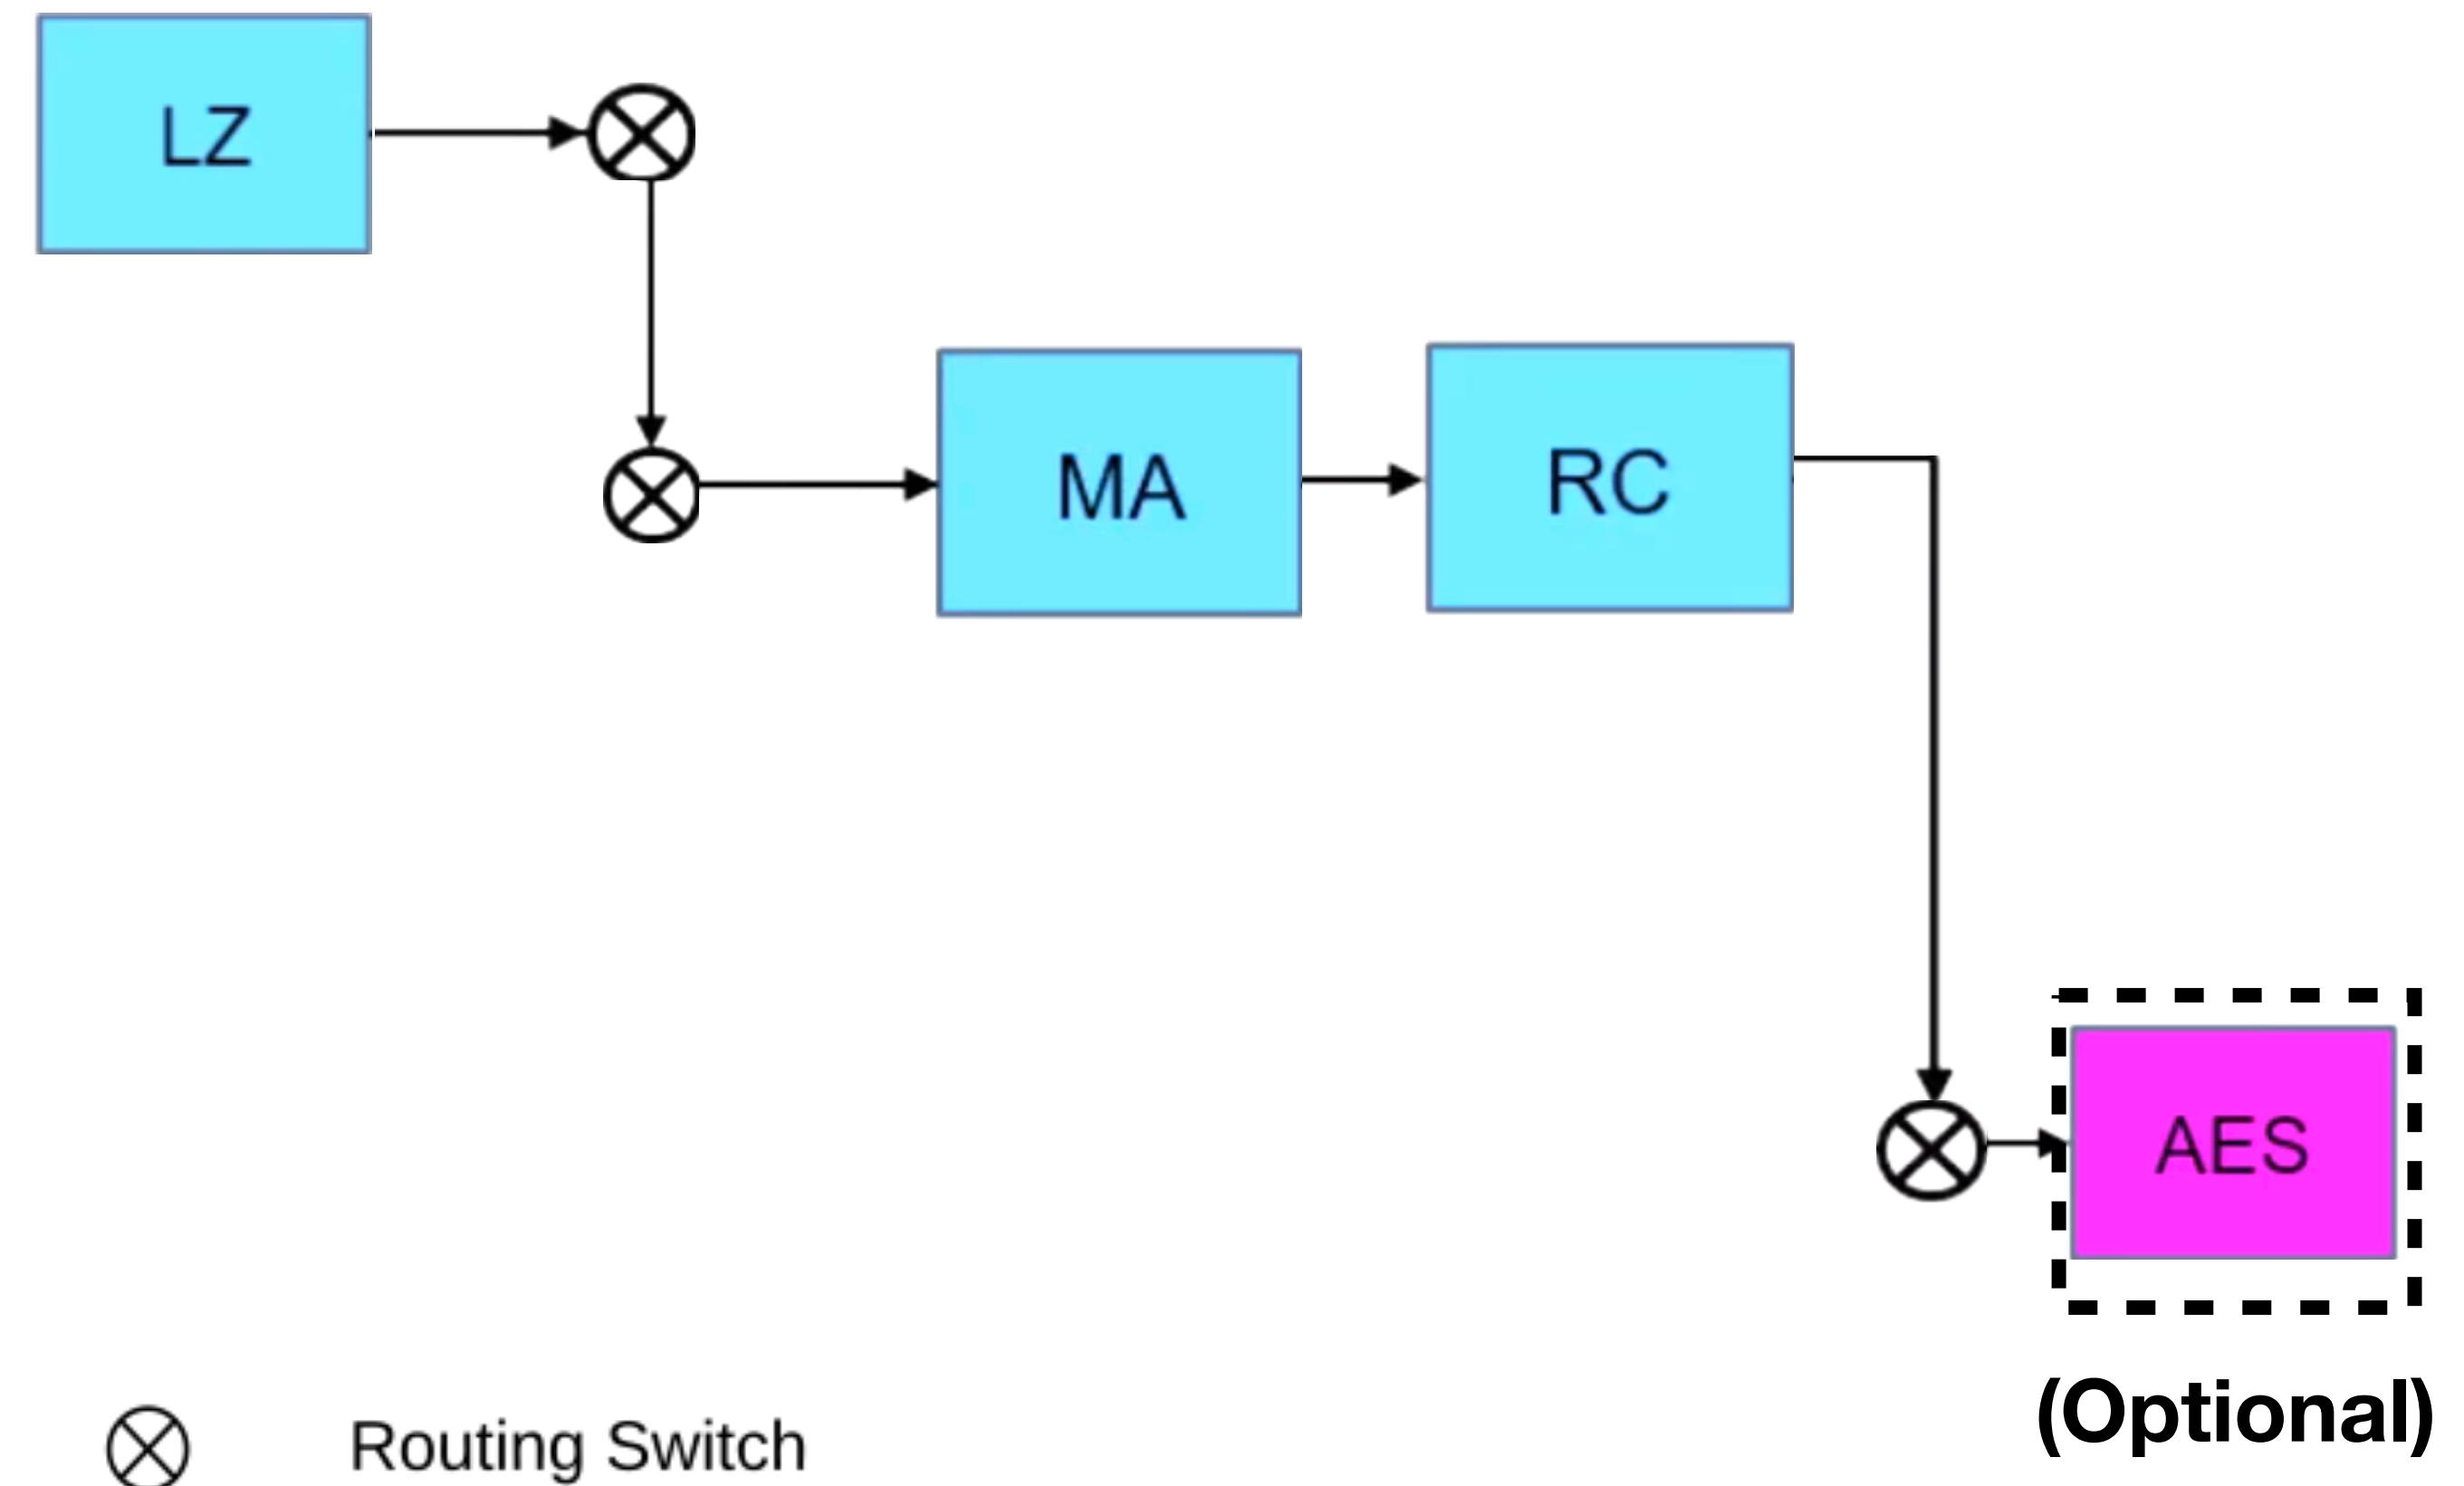 LZ
MA
RC
AES
(Optional)
Routing Switch